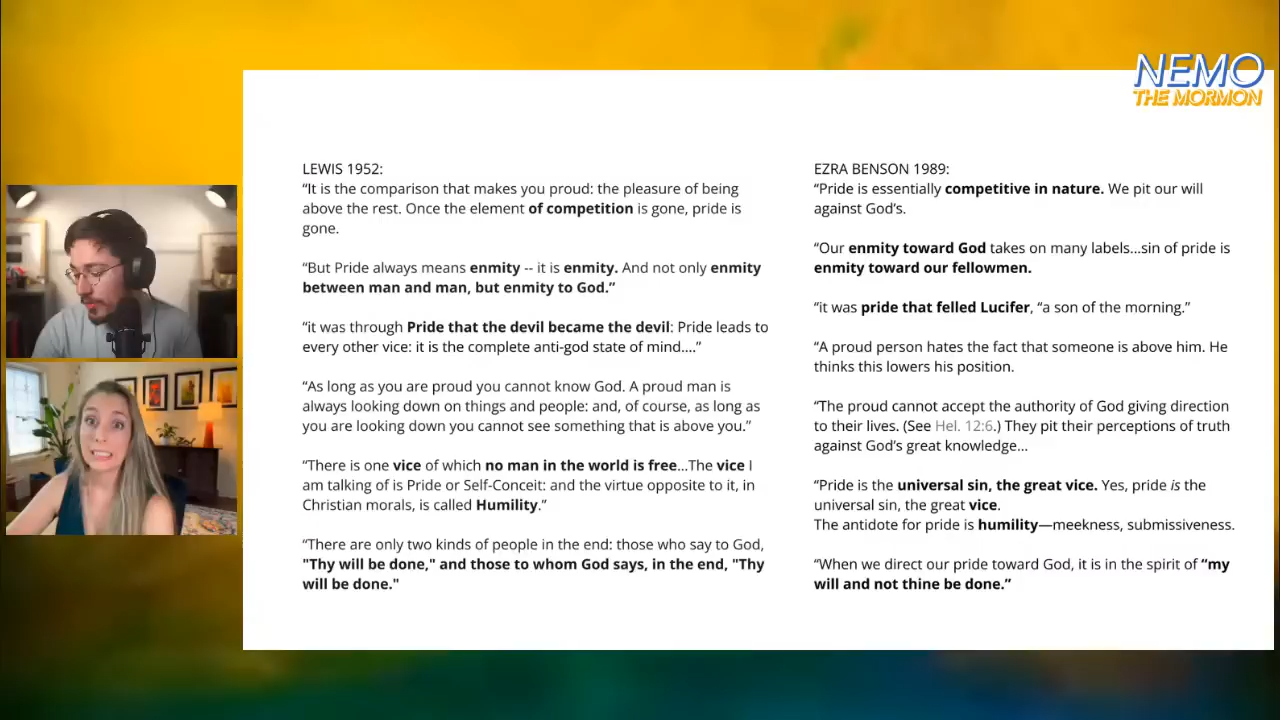 NEMO
THE MORMON
LEWIS 1952:
“It is the comparison that makes you proud: the pleasure of being
above the rest. Once the element of competition is gone, pride is
gone.
“But Pride always means enmity -- it is enmity. And not only enmity
between man and man, but enmity to God.”
“it was through Pride that the devil became the devil: Pride leads to
every other vice: it is the complete anti-god state of mind....”
“As long as you are proud you cannot know God. A proud man is
always looking down on things and people: and, of course, as long as
you are looking down you cannot see something that is above you.”
“There is one vice of which no man in the world is free...The vice I
am talking of is Pride or Self-Conceit: and the virtue opposite to it, in
Christian morals, is called Humility.”
“There are only two kinds of people in the end: those who say to God,
"Thy will be done," and those to whom God says, in the end, "Thy
will be done."
EZRA BENSON 1989:
“Pride is essentially competitive in nature. We pit our will
against God’s.
“Our enmity toward God takes on many labels...sin of pride is
enmity toward our fellowmen.
“it was pride that felled Lucifer, “a son of the morning.”
“A proud person hates the fact that someone is above him. He
thinks this lowers his position.
“The proud cannot accept the authority of God giving direction
to their lives. (See Hel. 12:6.) They pit their perceptions of truth
against God’s great knowledge...
“Pride is the universal sin, the great vice. Yes, pride is the
universal sin, the great vice.
The antidote for pride is humility—meekness, submissiveness.
“When we direct our pride toward God, it is in the spirit of “my
will and not thine be done.”